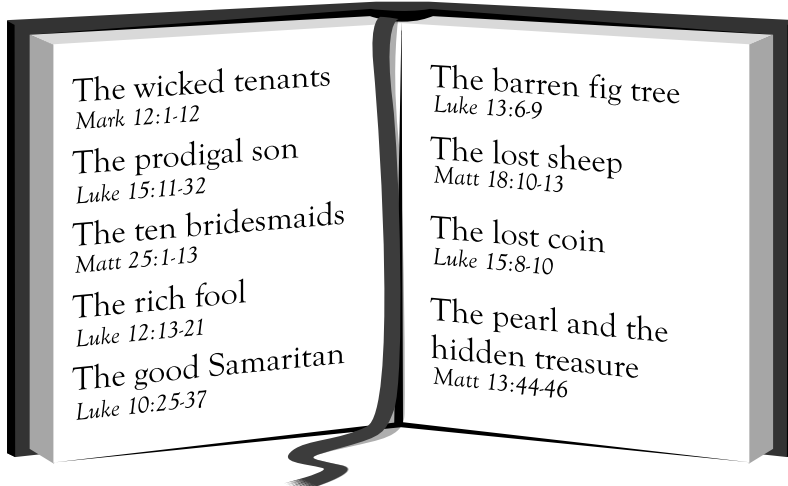 The wicked tenants
Mark 12:1-12
The prodigal son
Luke 15:11-32
The ten bridesmaids
Matt 25:1-13
The rich fool
Luke 12:13-21
The good Samaritan
Luke 10:25-37
The barren fig tree
Luke 13:6-9
The lost sheep
Matt 18:10-13
The lost coin
Luke 15:8-10
The pearl and the
hidden treasure
Matt 13:44-46